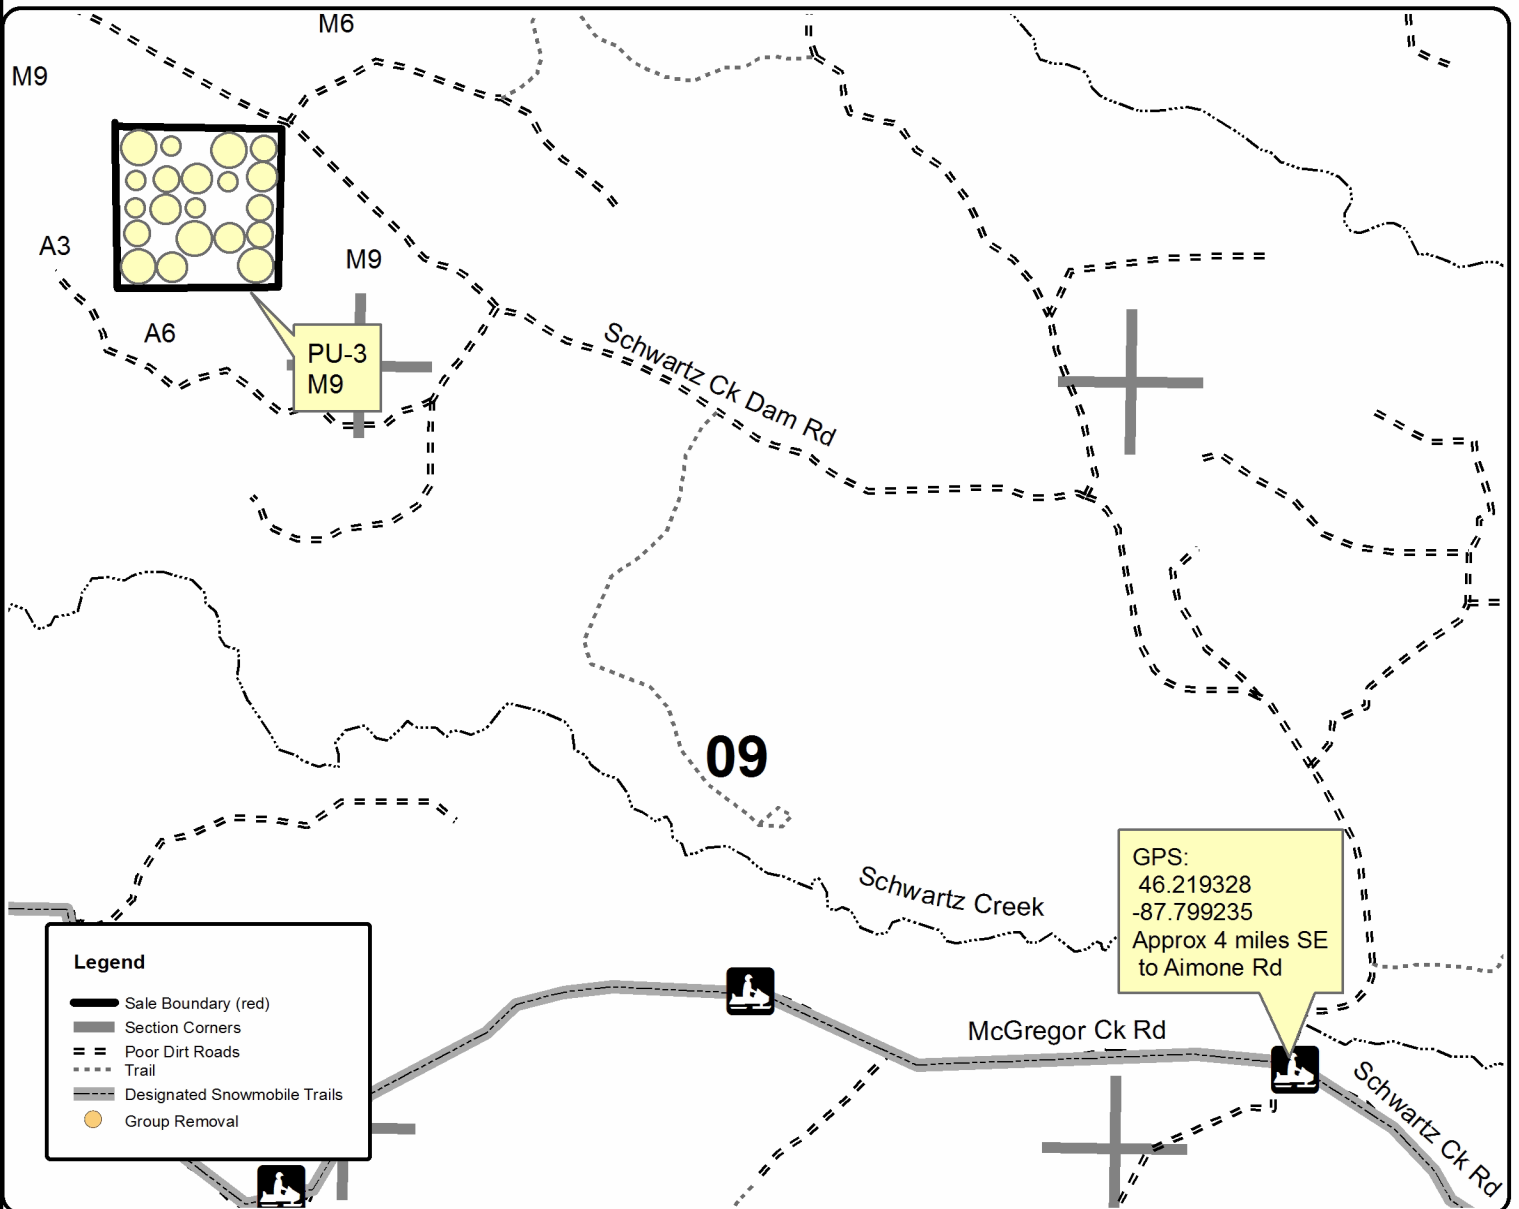 M6
M9
A3
M9
A6
PU-3
M9
Schwartz Ck Dam Rd
09
Schwartz Creek
GPS:
46.219328
-87.799235
Approx 4 miles SE
to Aimone Rd
McGregor Ck Rd
Schwartz Ck Rd
Legend
Sale Boundary (red)
Section Corners
Poor Dirt Roads
Trail
Designated Snowmobile Trails
Group Removal